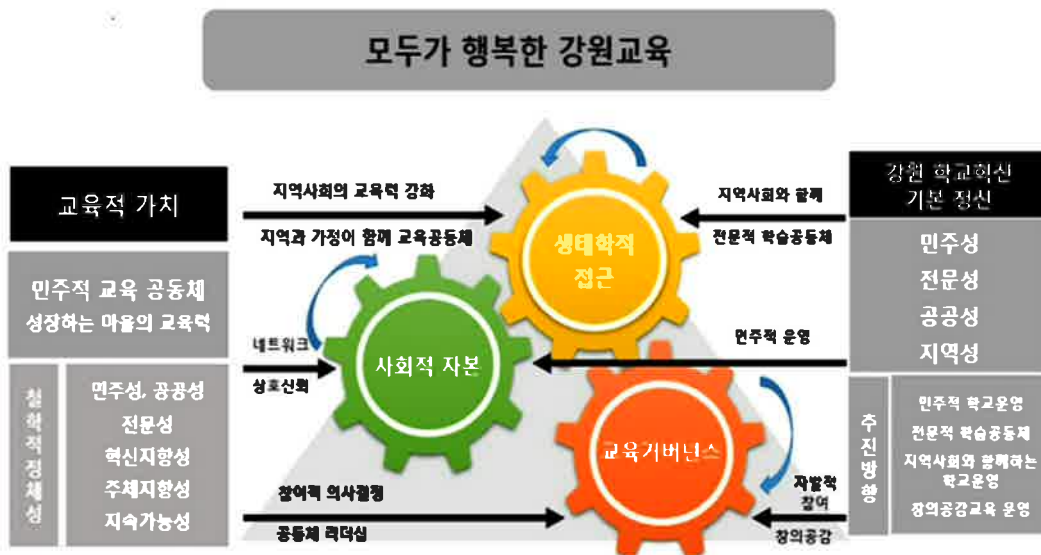 모두가 행복한 강원교육
교육적 가치
민주적 교육 공동체
성장하는 마을의 교육력
철학적정체성
민주성, 공공성
전문성
혁신지향성
주체지향성
지속가능성
지역사회의 교육력 강화
지역과 가정이 함께 교육공동체
네트워크
상호신뢰
참여적 의사결정
공동체 리더십
생태학적
접근
사회적 자본
교육거버넌스
지역사회와 함께
전문적 학습공동체
민주적 운영
자발적
참여
창의공감
강원 학교혁신
기본 정신
민주성
전문성
공공성
지역성
추진방향
민주적 학교운영
전문적 학습공동체
지역사회와 함께하는
학교운영
창의공감교육 운영